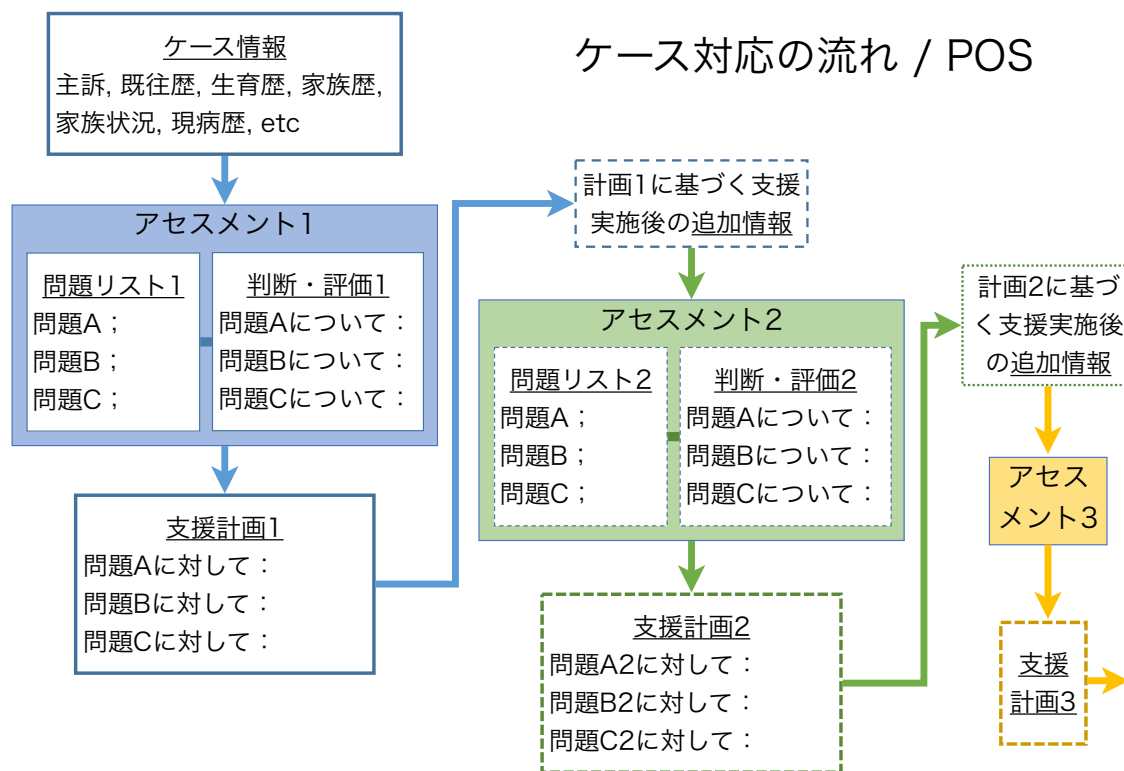 ケース対応の流れ / POS
ケース情報
主訴, 既往歴, 生育歴, 家族歴,
家族状況, 現病歴, etc
アセスメント1
問題リスト1
問題A；
問題B；
問題C；
判断・評価1
問題Aについて：
問題Bについて：
問題Cについて：
支援計画1
問題Aに対して：
問題Bに対して：
問題Cに対して：
計画1に基づく支援
実施後の追加情報
アセスメント2
問題リスト2
問題A；
問題B；
問題C；
判断・評価2
問題Aについて：
問題Bについて：
問題Cについて：
支援計画2
問題A2に対して：
問題B2に対して：
問題C2に対して：
計画2に基づ
く支援実施後
の追加情報
アセス
メント3
支援
計画3